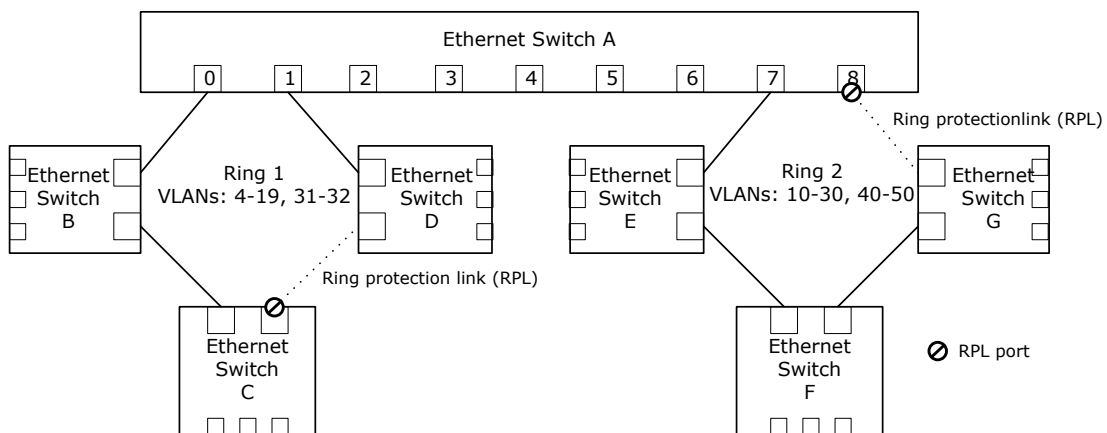 Ethernet Switch A
0 1 2 3 4 5 6 7 8
Ring protectionlink (RPL)
Ethernet
Switch
B
Ring 1
VLANs: 4-19, 31-32
Ethernet
Switch
D
Ethernet
Switch
E
Ring 2
VLANs: 10-30, 40-50
Ethernet
Switch
G
Ring protection link (RPL)
Ethernet
Switch
C
Ethernet
Switch
F
RPL port